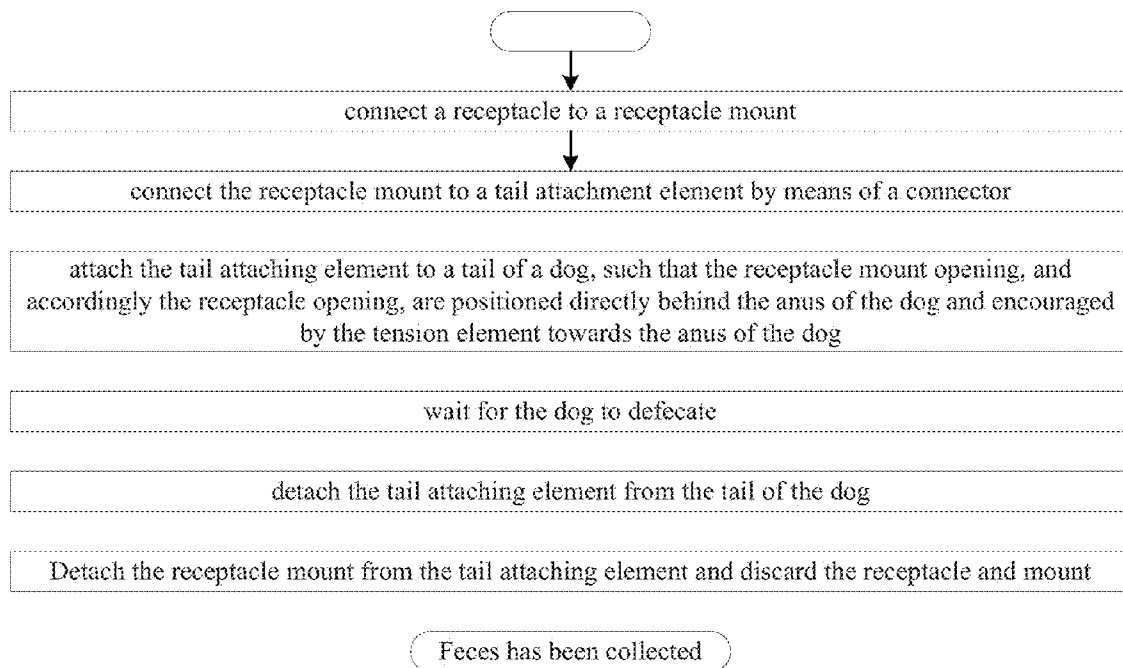 connect a receptacle to a receptacle mount
connect the receptacle mount to a tail attachment element by means of a connector
attach the tail attaching element to a tail of a dog, such that the receptacle mount opening, and
accordingly the receptacle opening, are positioned directly behind the anus of the dog and encouraged
by the tension element towards the anus of the dog
wait for the dog to defecate
detach the tail attaching element from the tail of the dog
Detach the receptacle mount from the tail attaching element and discard the receptacle and mount
Feces has been collected